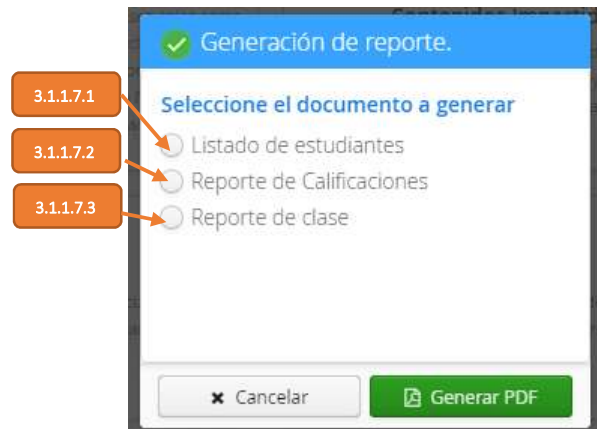 Generación de reporte.
3.1.1.7.1
Seleccione el documento a generar
Listado de estudiantes
3.1.1.7.2
Reporte de Calificaciones
3.1.1.7.3
Reporte de clase
Cancelar
Generar PDF